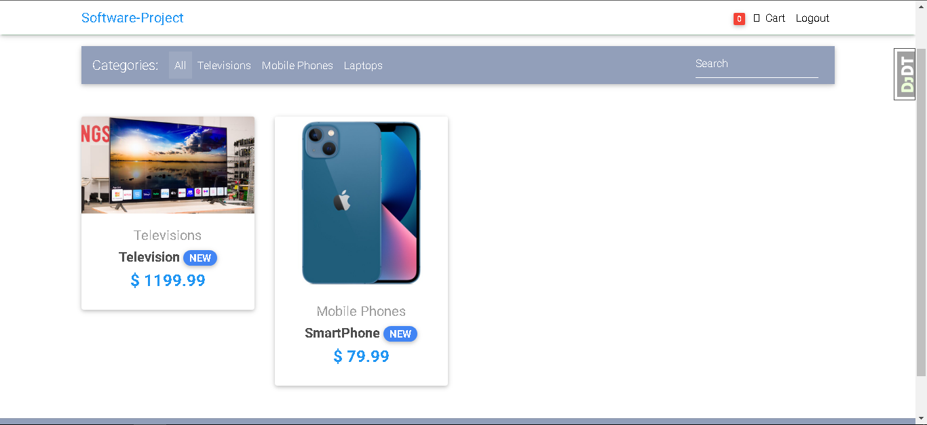 Software-Project
0 Cart Logout
Categories: All Televisions Mobile Phones Laptops Search
DJDT
NGS
Televisions
Television NEW
$ 1199.99
Mobile Phones
SmartPhone NEW
$ 79.99